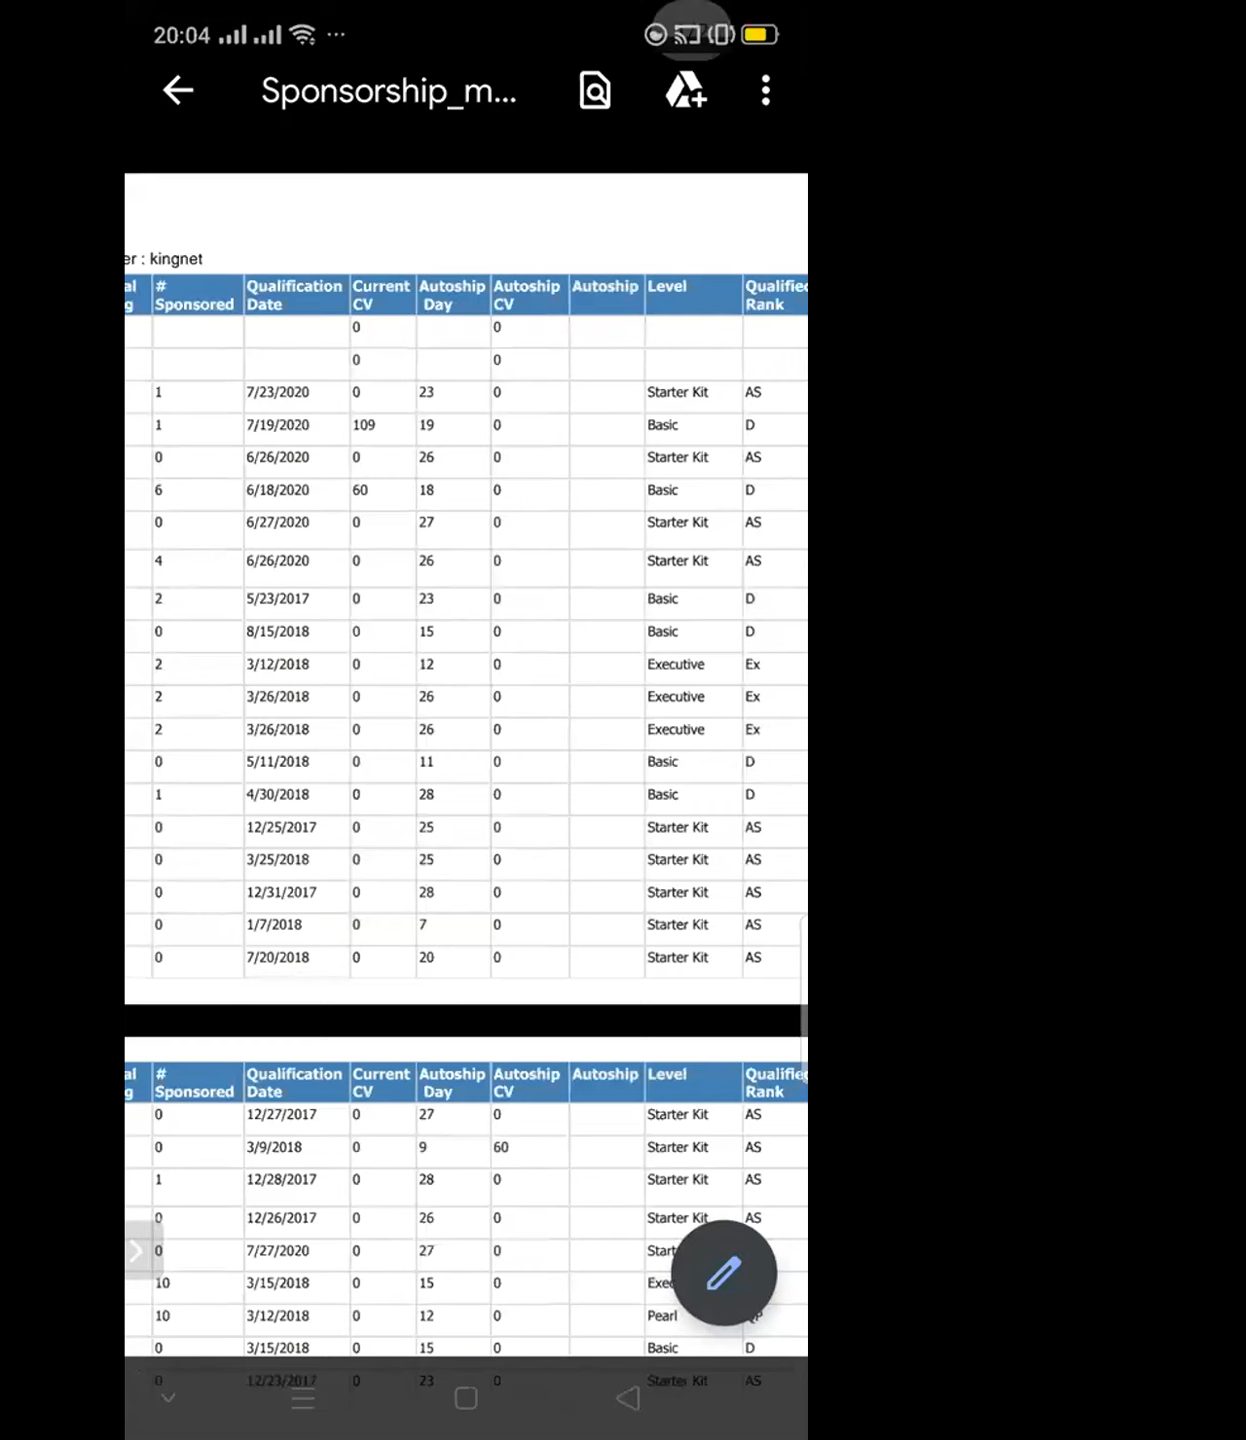 20:04
Sponsorship_m...
er : kingnet
al # Qualification Current Autoship Autoship Autoship Level Qualified
g Sponsored Date CV Day CV Rank
0 0
0 0
1 7/23/2020 0 23 0 Starter Kit AS
1 7/19/2020 109 19 0 Basic D
0 6/26/2020 0 26 0 Starter Kit AS
6 6/18/2020 60 18 0 Basic D
0 6/27/2020 0 27 0 Starter Kit AS
4 6/26/2020 0 26 0 Starter Kit AS
2 5/23/2017 0 23 0 Basic D
0 8/15/2018 0 15 0 Basic D
2 3/12/2018 0 12 0 Executive Ex
2 3/26/2018 0 26 0 Executive Ex
2 3/26/2018 0 26 0 Executive Ex
0 5/11/2018 0 11 0 Basic D
1 4/30/2018 0 28 0 Basic D
0 12/25/2017 0 25 0 Starter Kit AS
0 3/25/2018 0 25 0 Starter Kit AS
0 12/31/2017 0 28 0 Starter Kit AS
0 1/7/2018 0 7 0 Starter Kit AS
0 7/20/2018 0 20 0 Starter Kit AS
al # Qualification Current Autoship Autoship Autoship Level Qualified
g Sponsored Date CV Day CV Rank
0 12/27/2017 0 27 0 Starter Kit AS
0 3/9/2018 0 9 60 Starter Kit AS
1 12/28/2017 0 28 0 Starter Kit AS
0 12/26/2017 0 26 0 Starter Kit AS
0 7/27/2020 0 27 0 Start
10 3/15/2018 0 15 0 Exec
10 3/12/2018 0 12 0 Pearl
0 3/15/2018 0 15 0 Basic D
0 12/23/2017 0 23 0 Starter Kit AS